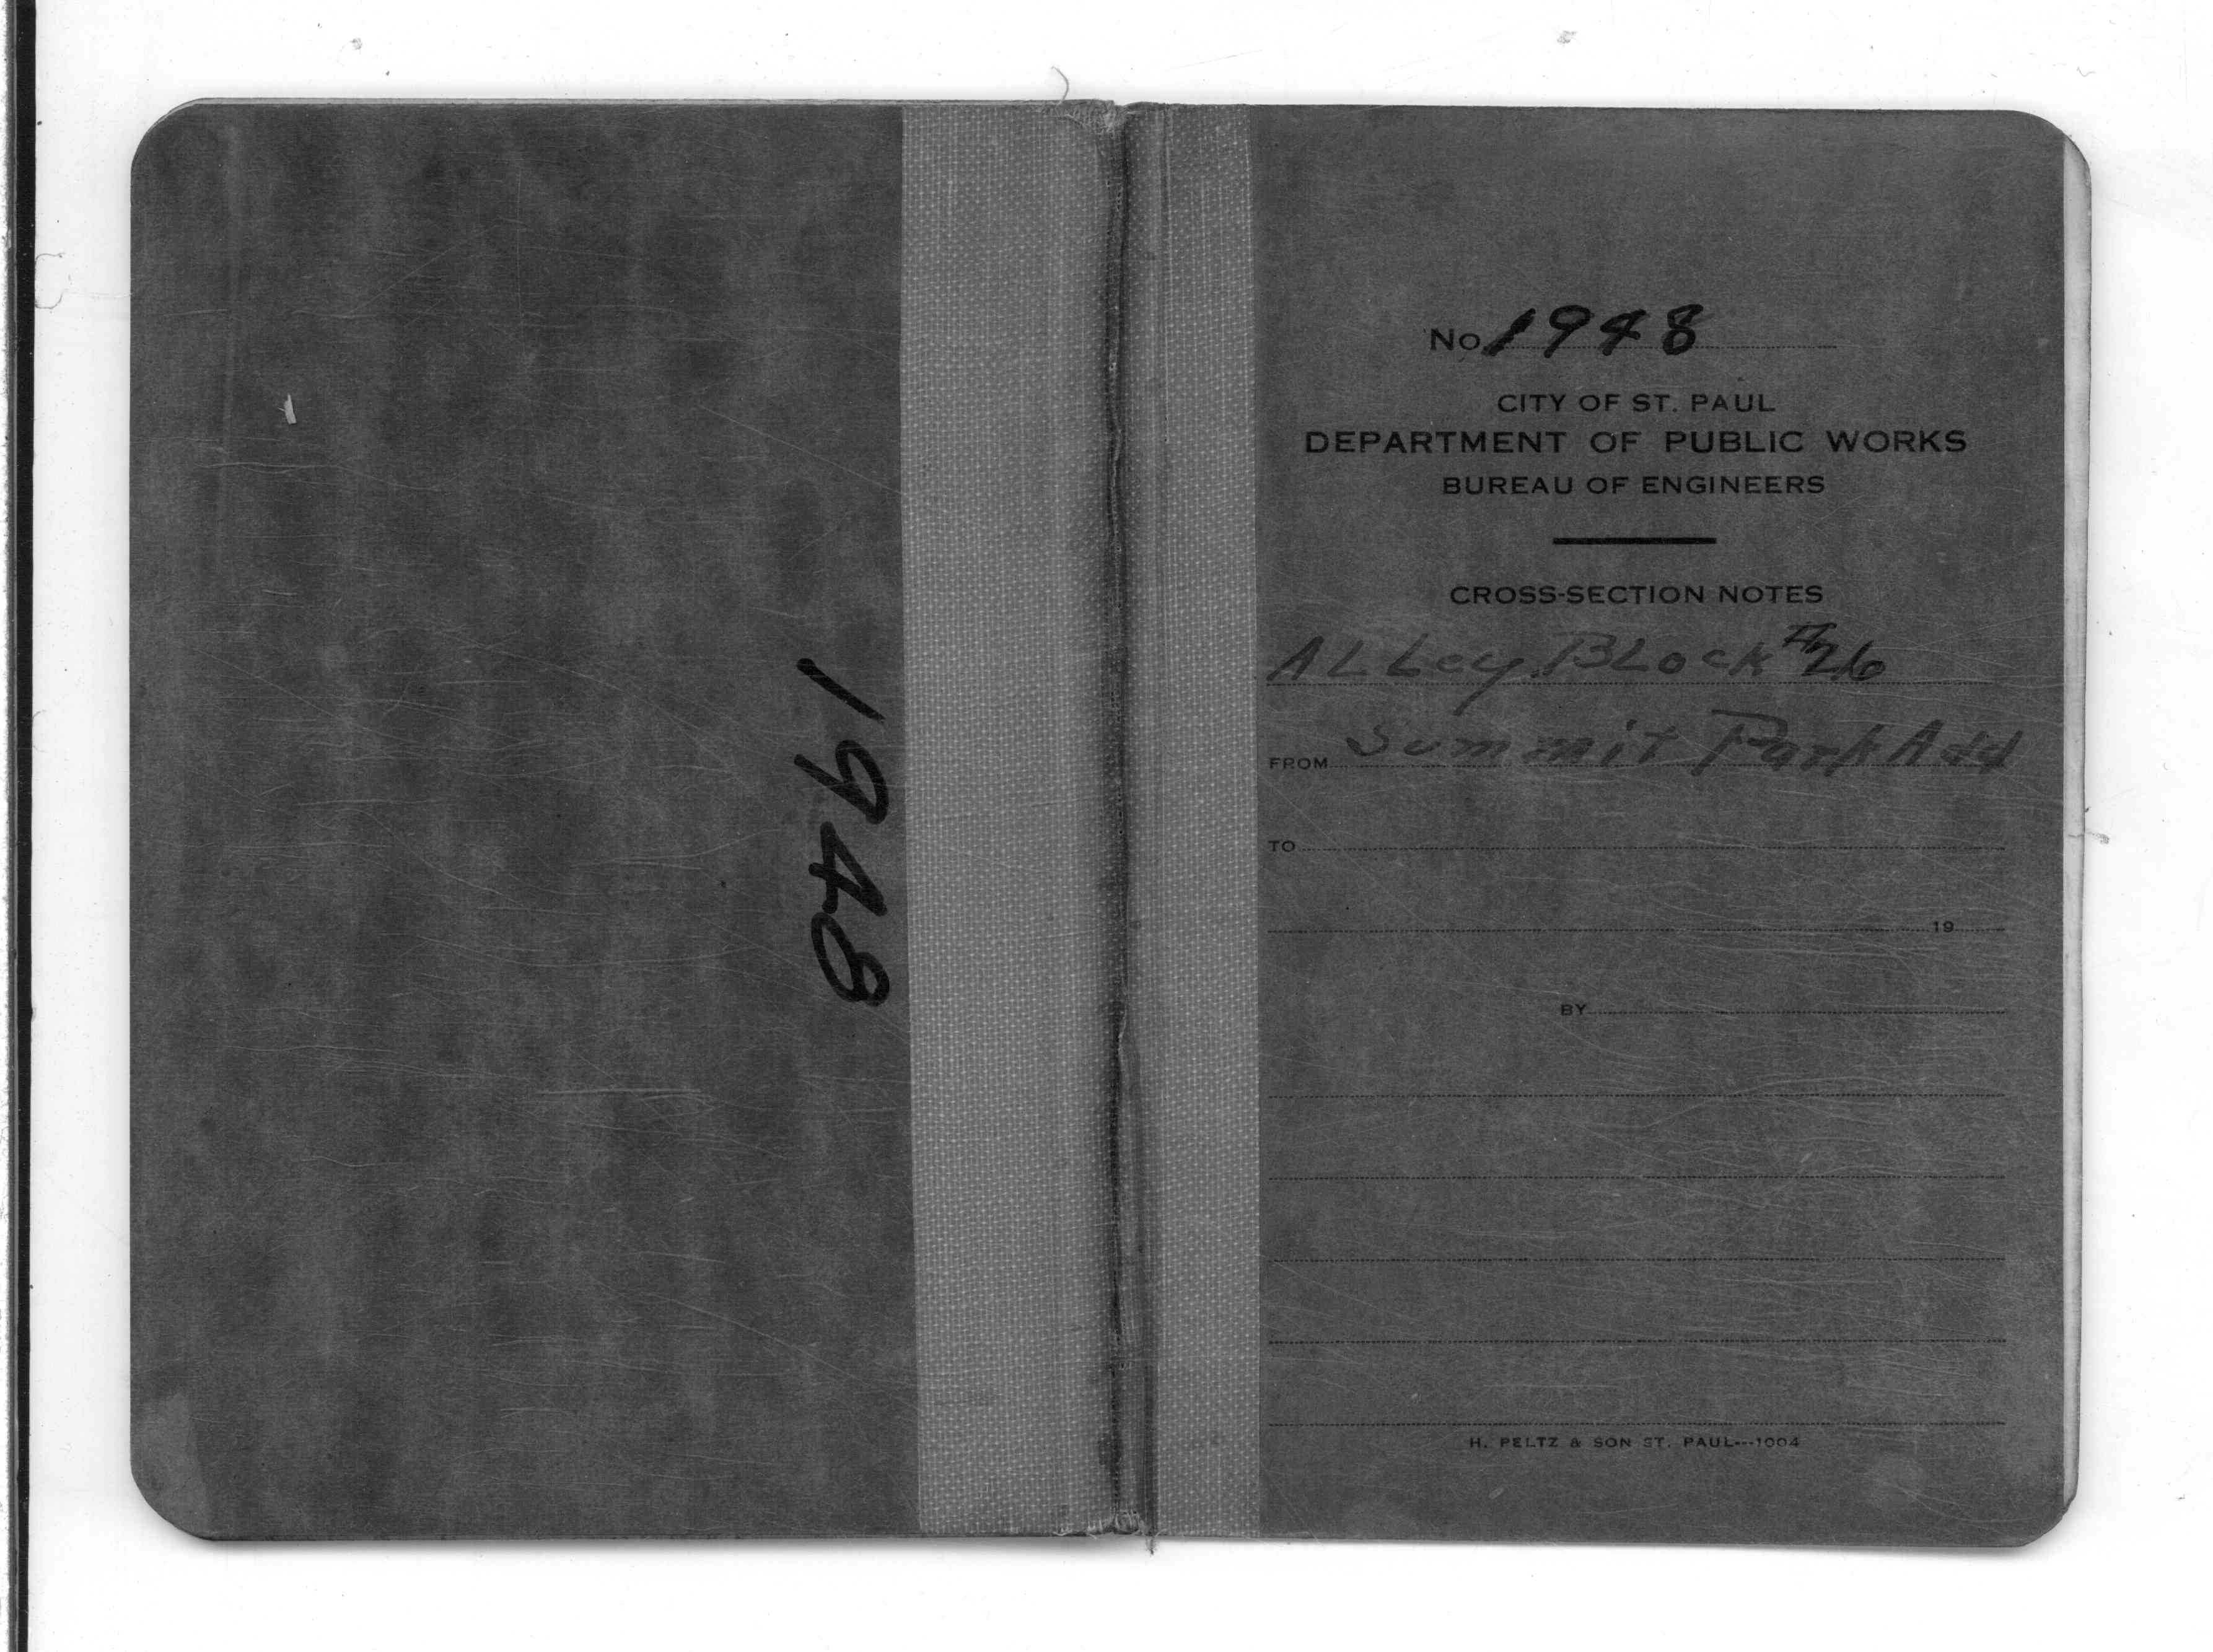 1948
No. 1948
CITY OF ST. PAUL
DEPARTMENT OF PUBLIC WORKS
BUREAU OF ENGINEERS
CROSS-SECTION NOTES
ALLey BLock #26
FROM Summit Park Add
TO
19
BY
H. PELTZ & SON ST. PAUL---1004